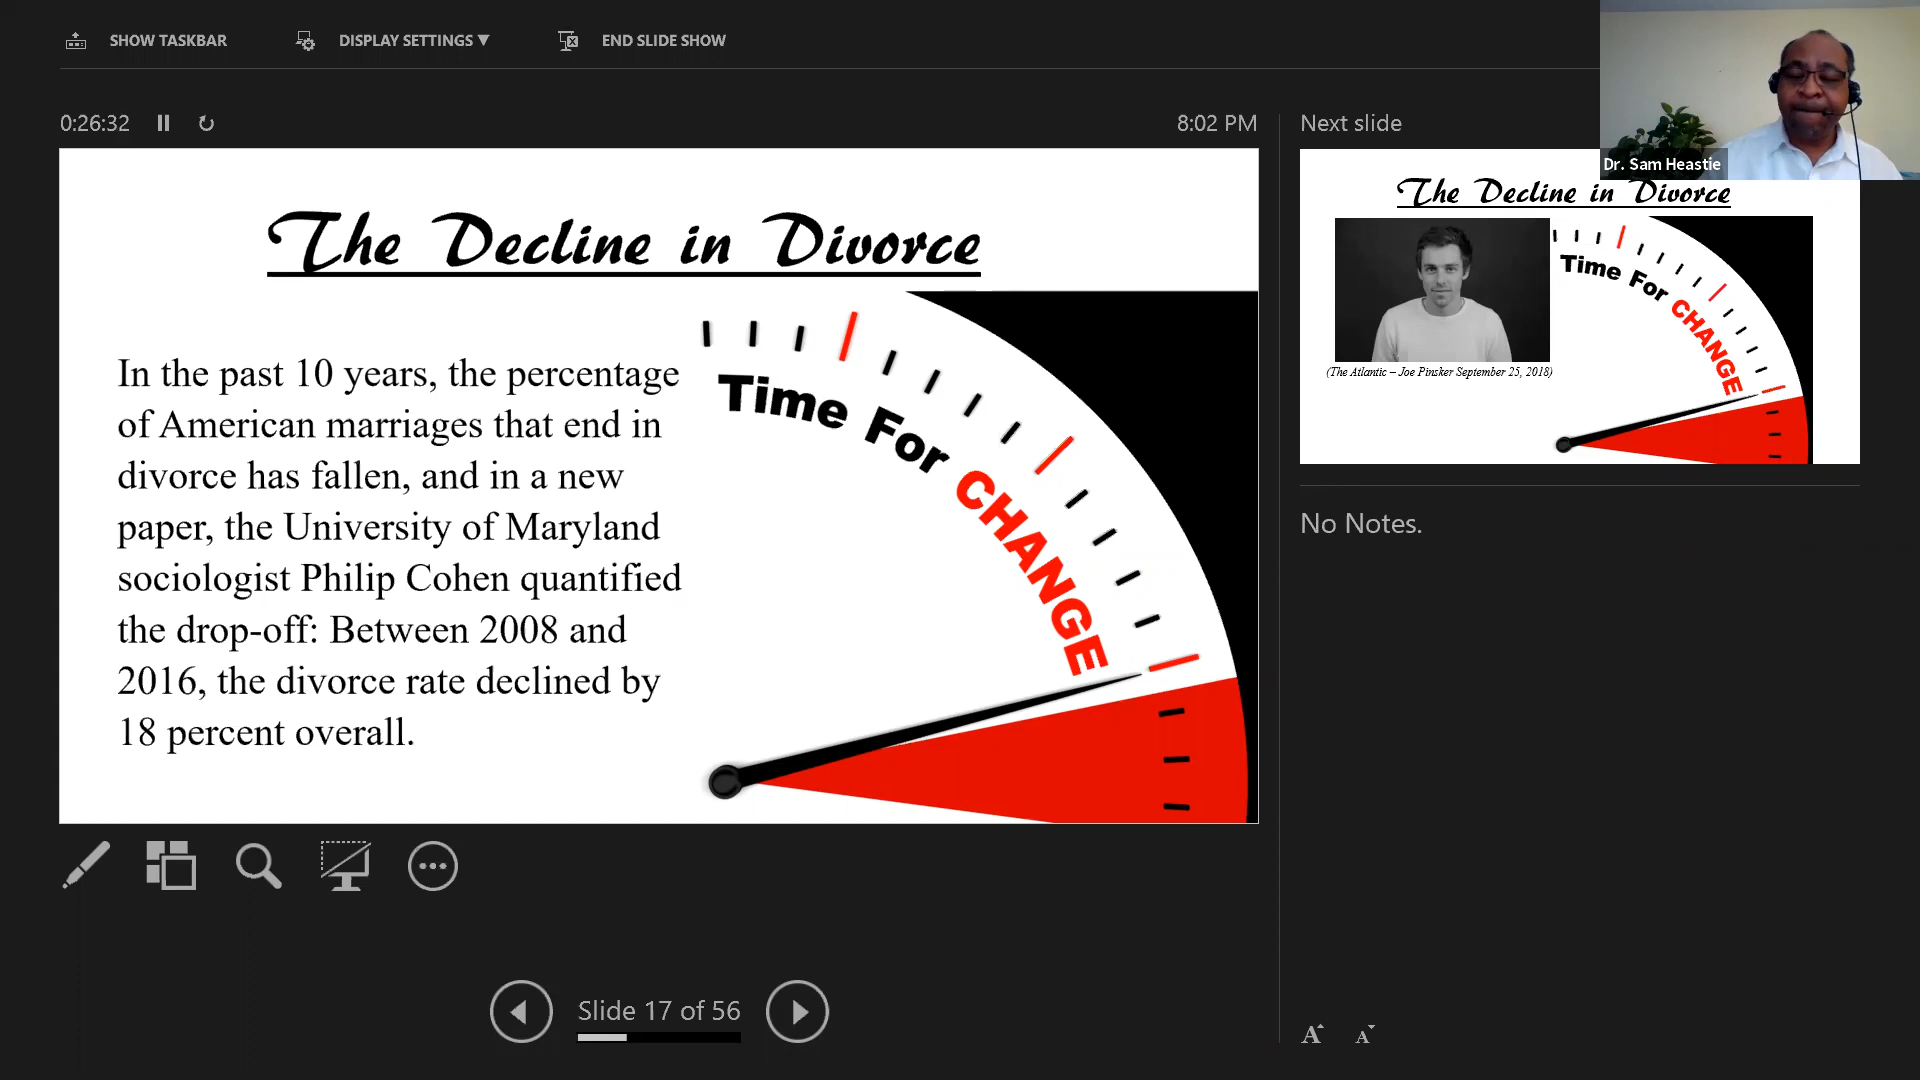 SHOW TASKBAR
DISPLAY SETTINGS ▼
END SLIDE SHOW
0:26:32
8:02 PM
Next slide
Dr. Sam Heastie
The Decline in Divorce
In the past 10 years, the percentage
of American marriages that end in
divorce has fallen, and in a new
paper, the University of Maryland
sociologist Philip Cohen quantified
the drop-off: Between 2008 and
2016, the divorce rate declined by
18 percent overall.
Time For CHANGE
The Decline in Divorce
Time For CHANGE
(The Atlantic – Joe Pinsker September 25, 2018)
No Notes.
Slide 17 of 56
A A